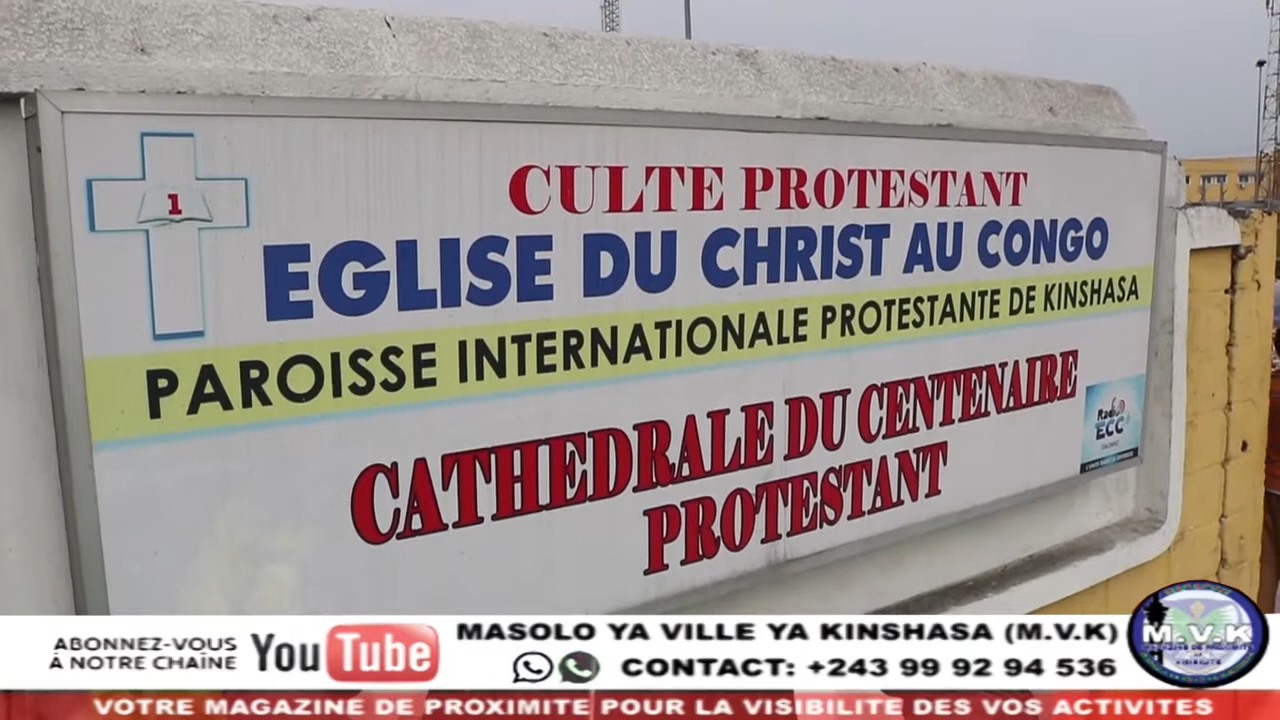 1
CULTE PROTESTANT
EGLISE DU CHRIST AU CONGO
PAROISSE INTERNATIONALE PROTESTANTE DE KINSHASA
CATHEDRALE DU CENTENAIRE
PROTESTANT
Radio
ECC
ABONNEZ-VOUS
À NOTRE CHAÎNE
YouTube
MASOLO YA VILLE YA KINSHASA (M.V.K)
CONTACT: +243 99 92 94 536
M.V.K
VOTRE MAGAZINE DE PROXIMITE POUR LA VISIBILITE DES VOS ACTIVITES